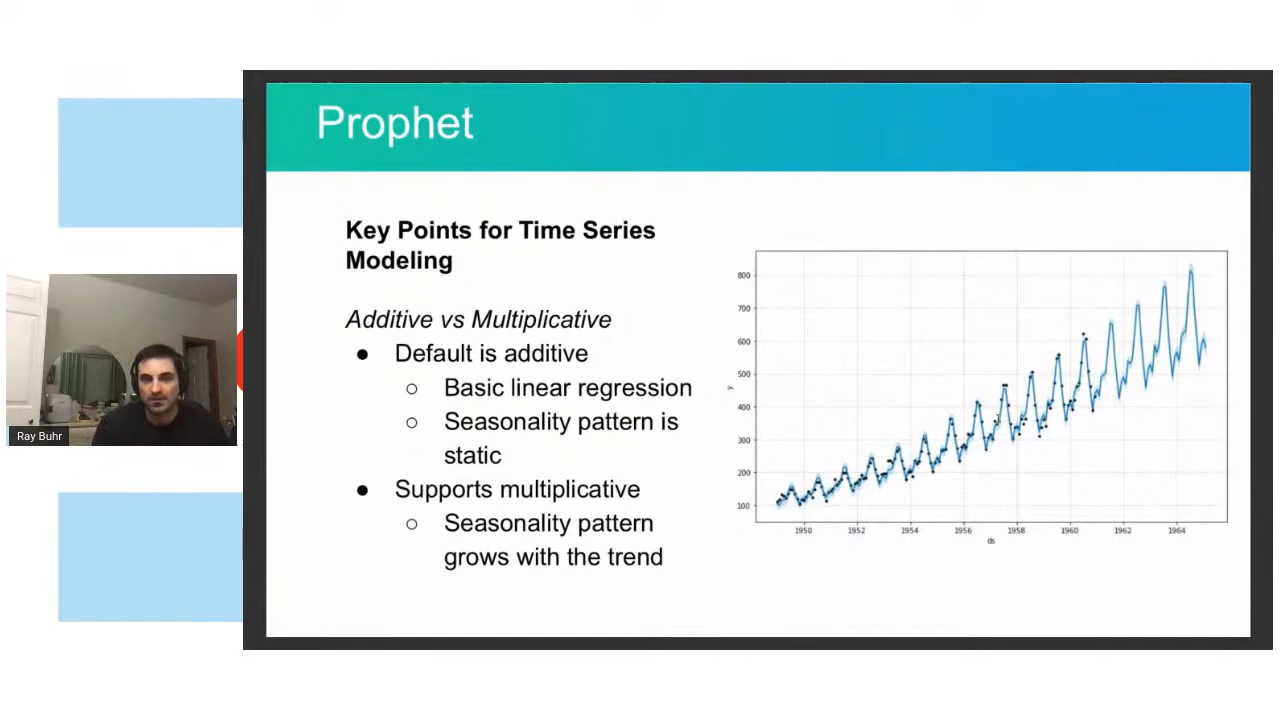 Prophet
Key Points for Time Series
Modeling
Additive vs Multiplicative
● Default is additive
○ Basic linear regression
○ Seasonality pattern is
static
● Supports multiplicative
○ Seasonality pattern
grows with the trend
800
700
600
500
400
300
200
100
y
1950 1952 1954 1956 1958 1960 1962 1964
ds
Ray Buhr